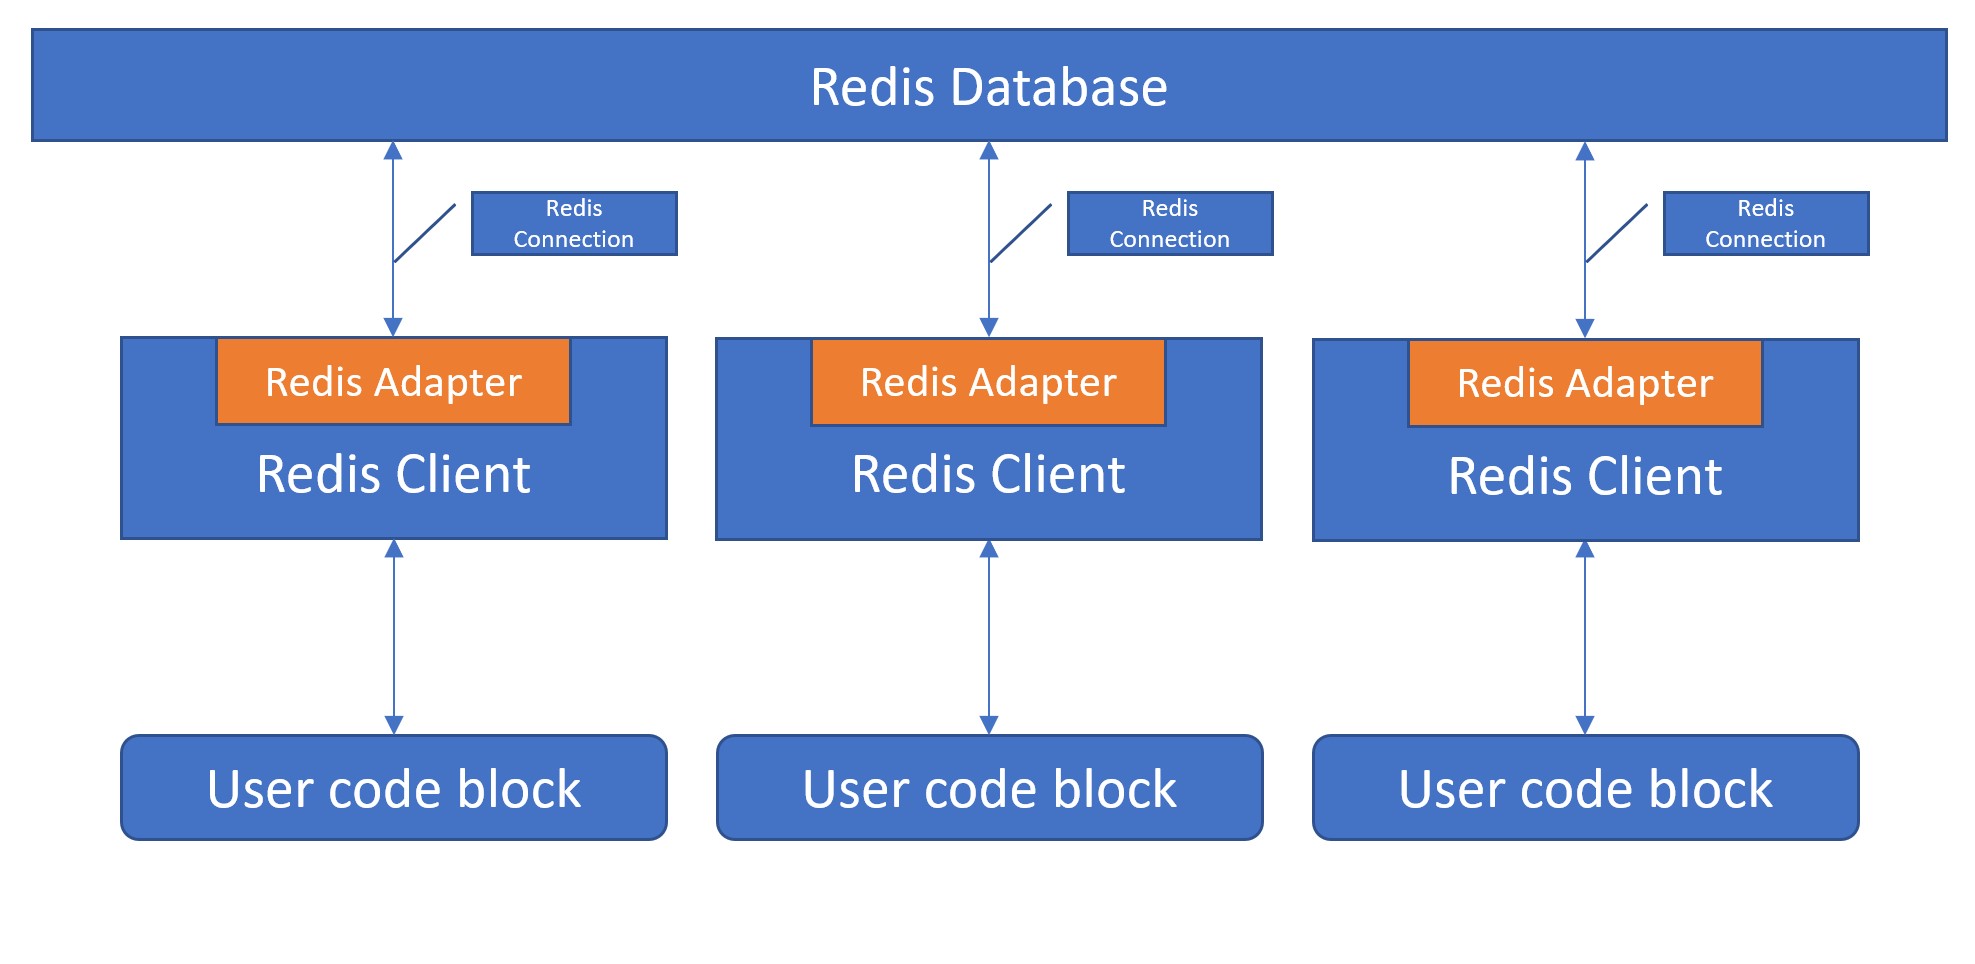 Redis Database
Redis
Connection
Redis
Connection
Redis
Connection
Redis Adapter
Redis Adapter
Redis Adapter
Redis Client
Redis Client
Redis Client
User code block
User code block
User code block